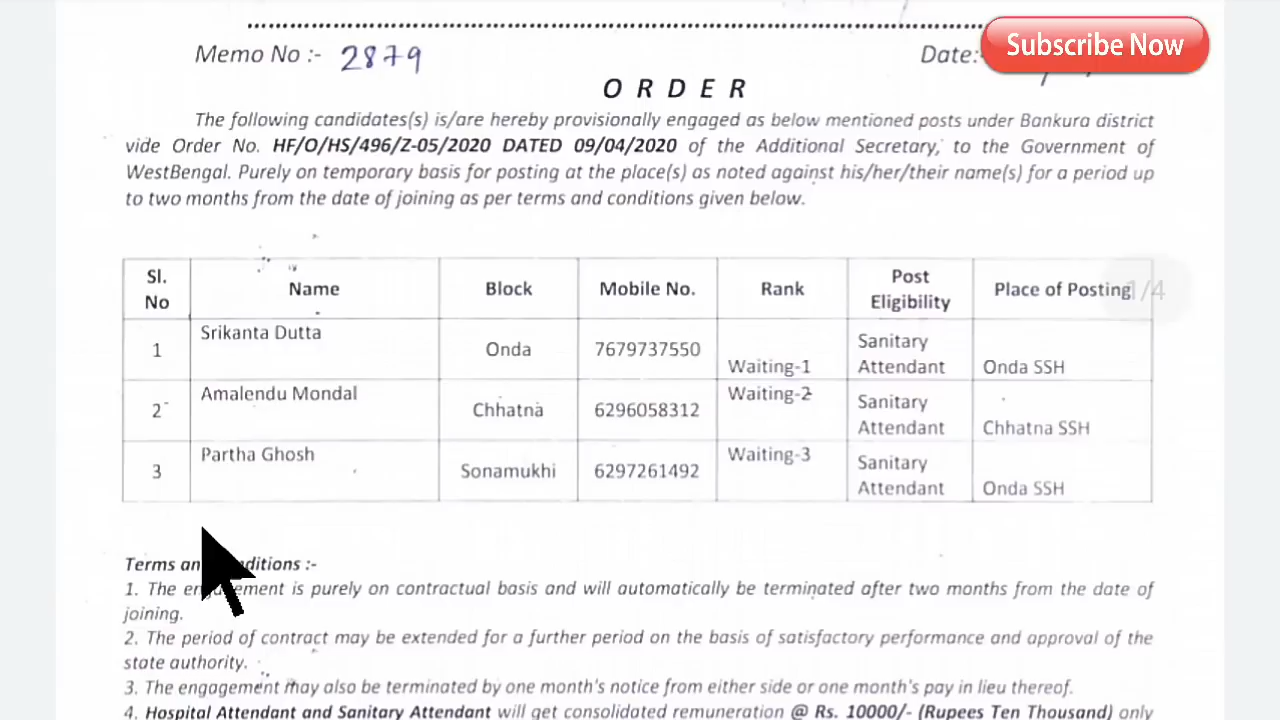 Memo No :- 2879
Date:-
Subscribe Now
O R D E R
The following candidates(s) is/are hereby provisionally engaged as below mentioned posts under Bankura district
vide Order No. HF/O/HS/496/Z-05/2020 DATED 09/04/2020 of the Additional Secretary, to the Government of
WestBengal. Purely on temporary basis for posting at the place(s) as noted against his/her/their name(s) for a period up
to two months from the date of joining as per terms and conditions given below.
Sl. No Name Block Mobile No. Rank Post Eligibility Place of Posting
1/4
1 Srikanta Dutta Onda 7679737550 Waiting-1 Sanitary Attendant Onda SSH
2 Amalendu Mondal Chhatna 6296058312 Waiting-2 Sanitary Attendant Chhatna SSH
3 Partha Ghosh Sonamukhi 6297261492 Waiting-3 Sanitary Attendant Onda SSH
Terms an onditions :-
1. The en ement is purely on contractual basis and will automatically be terminated after two months from the date of
joining.
2. The period of contract may be extended for a further period on the basis of satisfactory performance and approval of the
state authority.
3. The engagement may also be terminated by one month's notice from either side or one month's pay in lieu thereof.
4. Hospital Attendant and Sanitary Attendant will get consolidated remuneration @ Rs. 10000/- (Rupees Ten Thousand) only